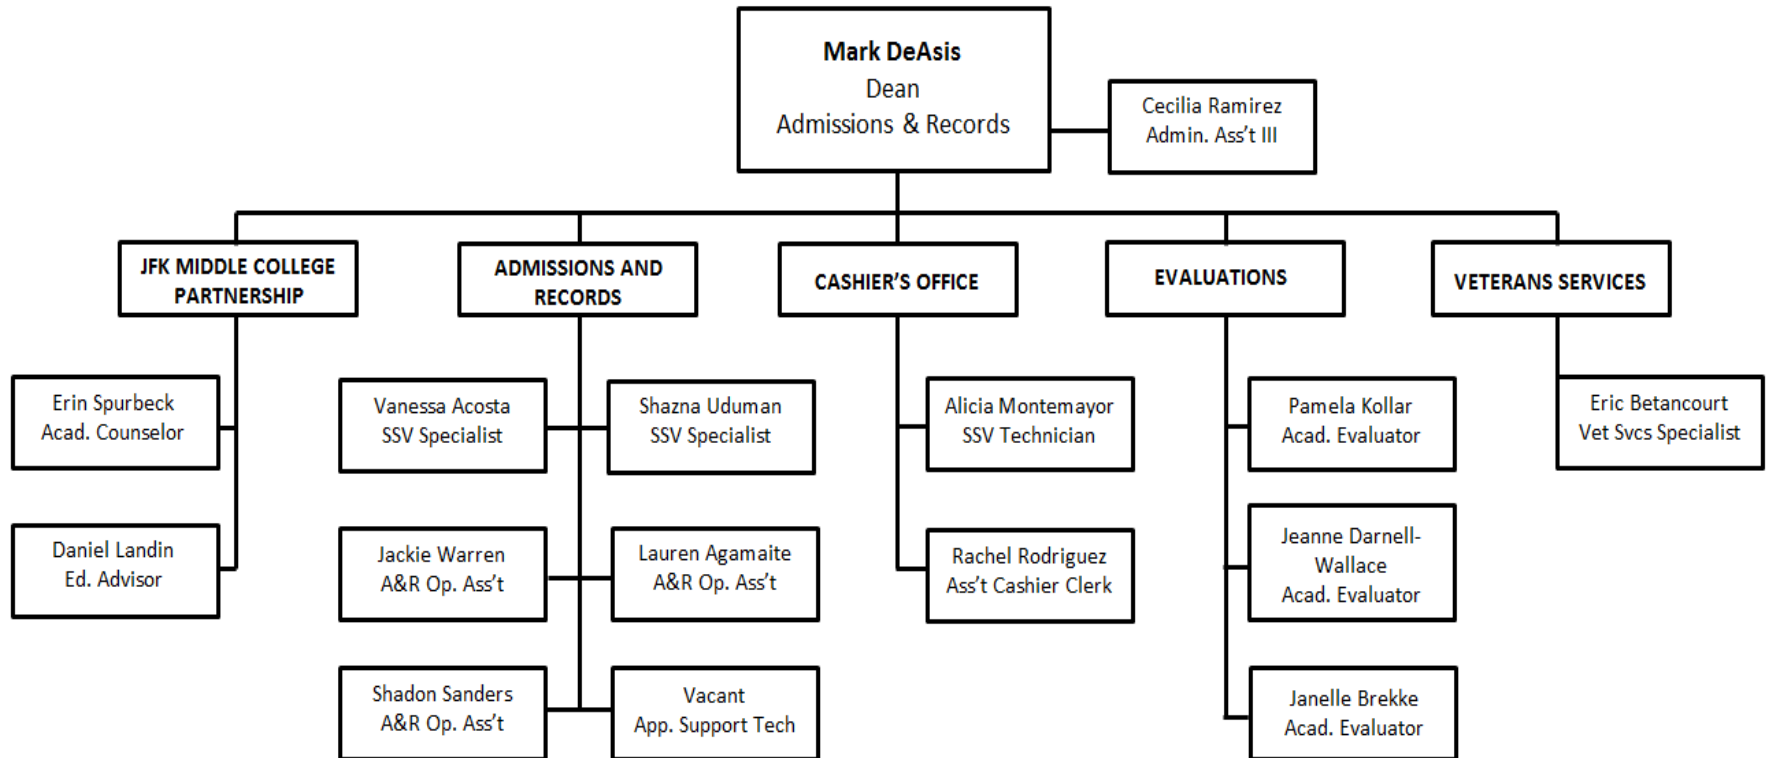 Mark DeAsis
Dean
Admissions & Records
Cecilia Ramirez
Admin. Ass't III
JFK MIDDLE COLLEGE
PARTNERSHIP
ADMISSIONS AND
RECORDS
CASHIER'S OFFICE
EVALUATIONS
VETERANS SERVICES
Erin Spurbeck
Acad. Counselor
Vanessa Acosta
SSV Specialist
Shazna Uduman
SSV Specialist
Alicia Montemayor
SSV Technician
Pamela Kollar
Acad. Evaluator
Eric Betancourt
Vet Svcs Specialist
Daniel Landin
Ed. Advisor
Jackie Warren
A&R Op. Ass't
Lauren Agamaite
A&R Op. Ass't
Rachel Rodriguez
Ass't Cashier Clerk
Jeanne Darnell-
Wallace
Acad. Evaluator
Shadon Sanders
A&R Op. Ass't
Vacant
App. Support Tech
Janelle Brekke
Acad. Evaluator